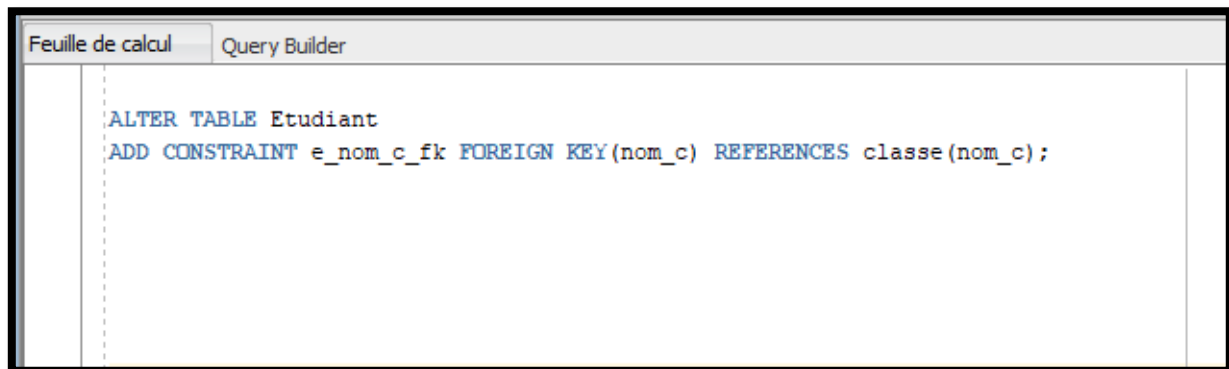 Feuille de calcul Query Builder
ALTER TABLE Etudiant
ADD CONSTRAINT e_nom_c_fk FOREIGN KEY(nom_c) REFERENCES classe(nom_c);